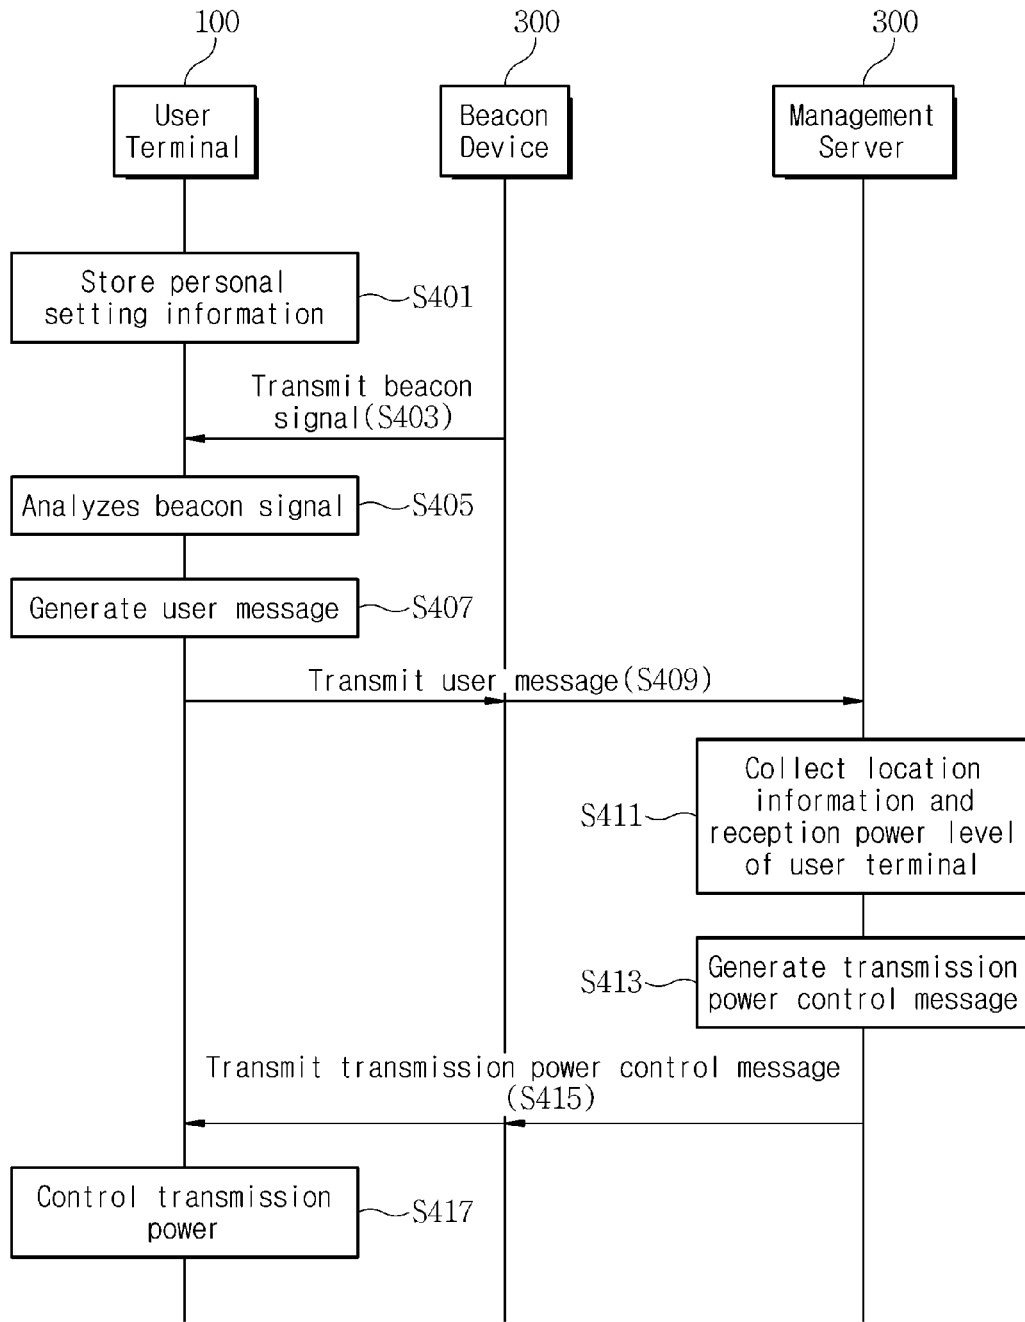 100
300
300
User
Terminal
Beacon
Device
Management
Server
Store personal
setting information
S401
Transmit beacon
signal(S403)
Analyzes beacon signal
S405
Generate user message
S407
Transmit user message(S409)
Collect location
information and
reception power level
of user terminal
S411
Generate transmission
power control message
S413
Transmit transmission power control message
(S415)
Control transmission
power
S417